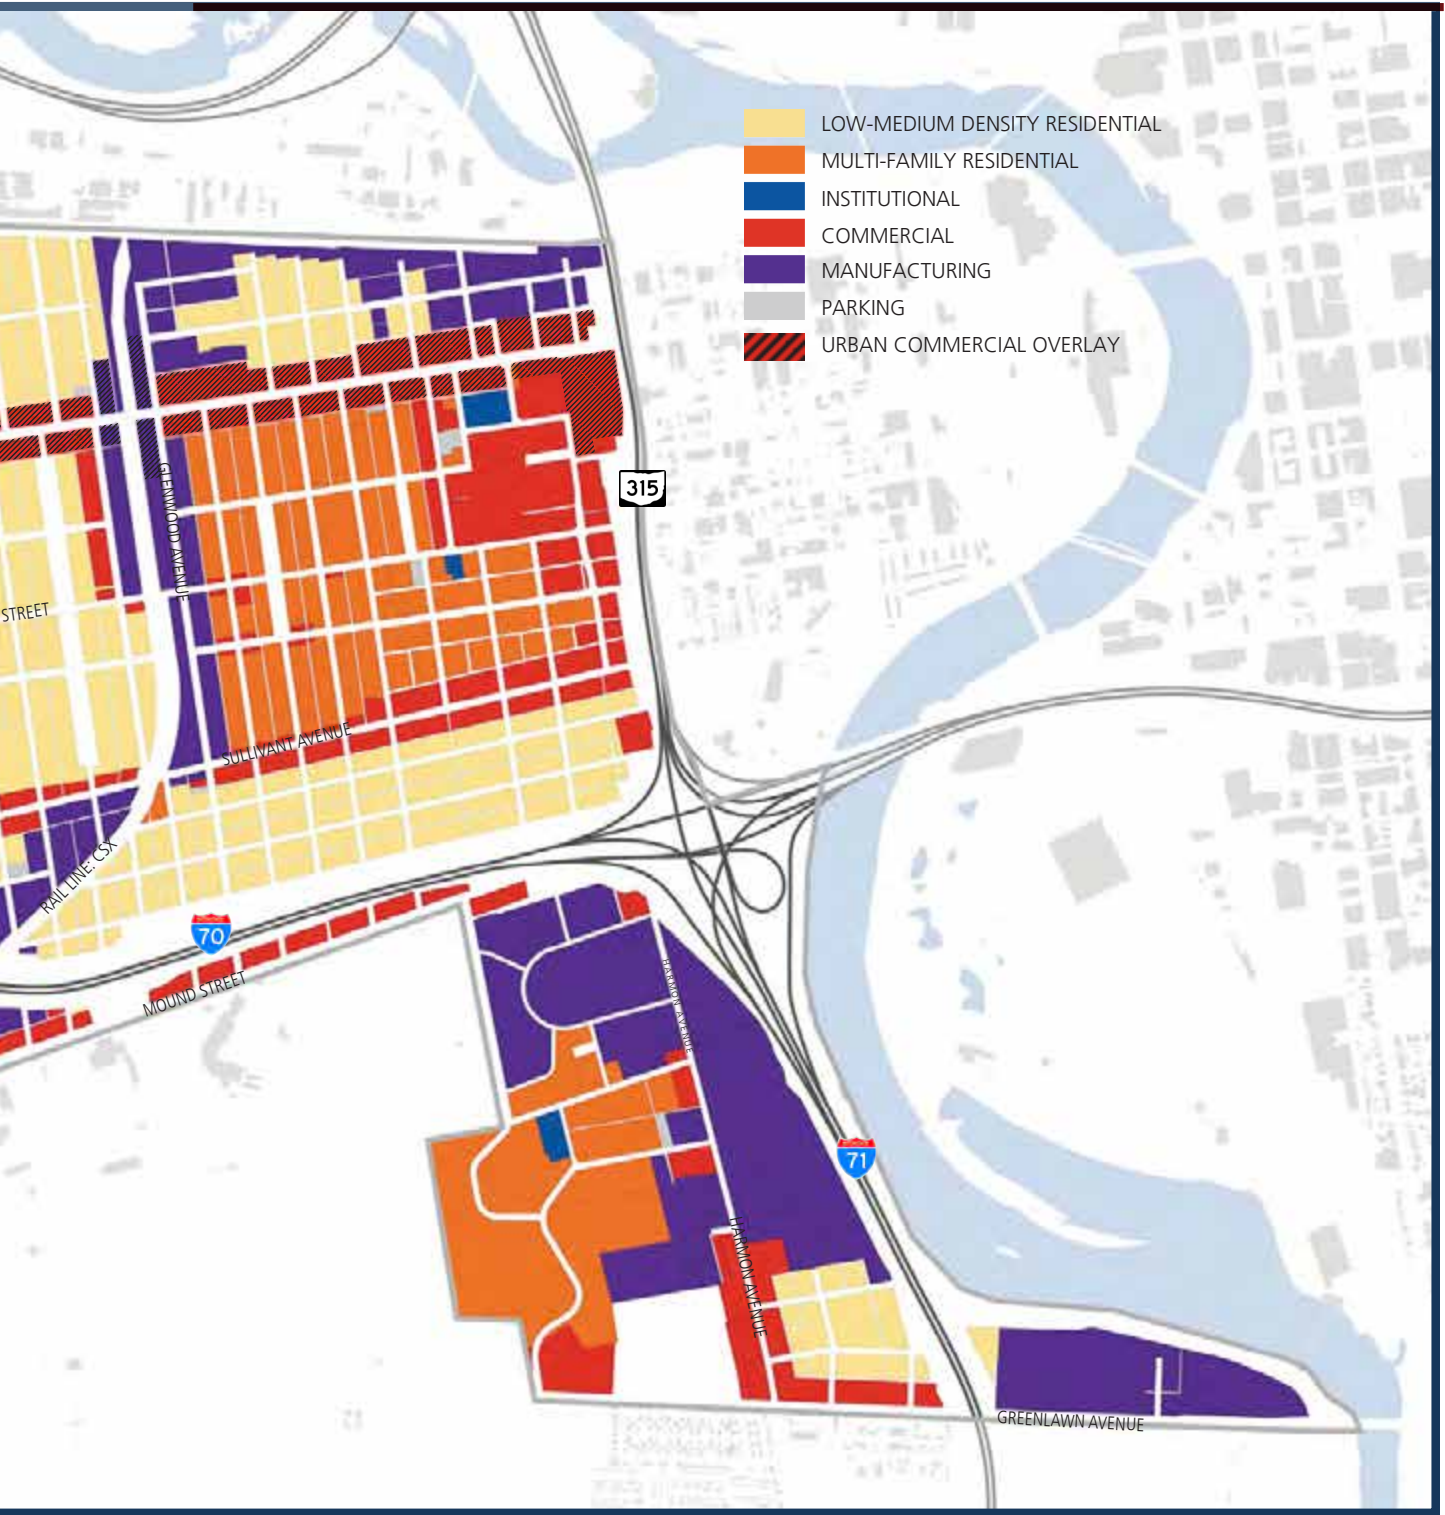 LOW-MEDIUM DENSITY RESIDENTIAL
MULTI-FAMILY RESIDENTIAL
INSTITUTIONAL
COMMERCIAL
MANUFACTURING
PARKING
URBAN COMMERCIAL OVERLAY
315
GLENWOOD AVENUE
STREET
SULLIVANT AVENUE
RAIL LINE: CSX
70
MOUND STREET
HARMON AVENUE
71
HARMON AVENUE
GREENLAWN AVENUE